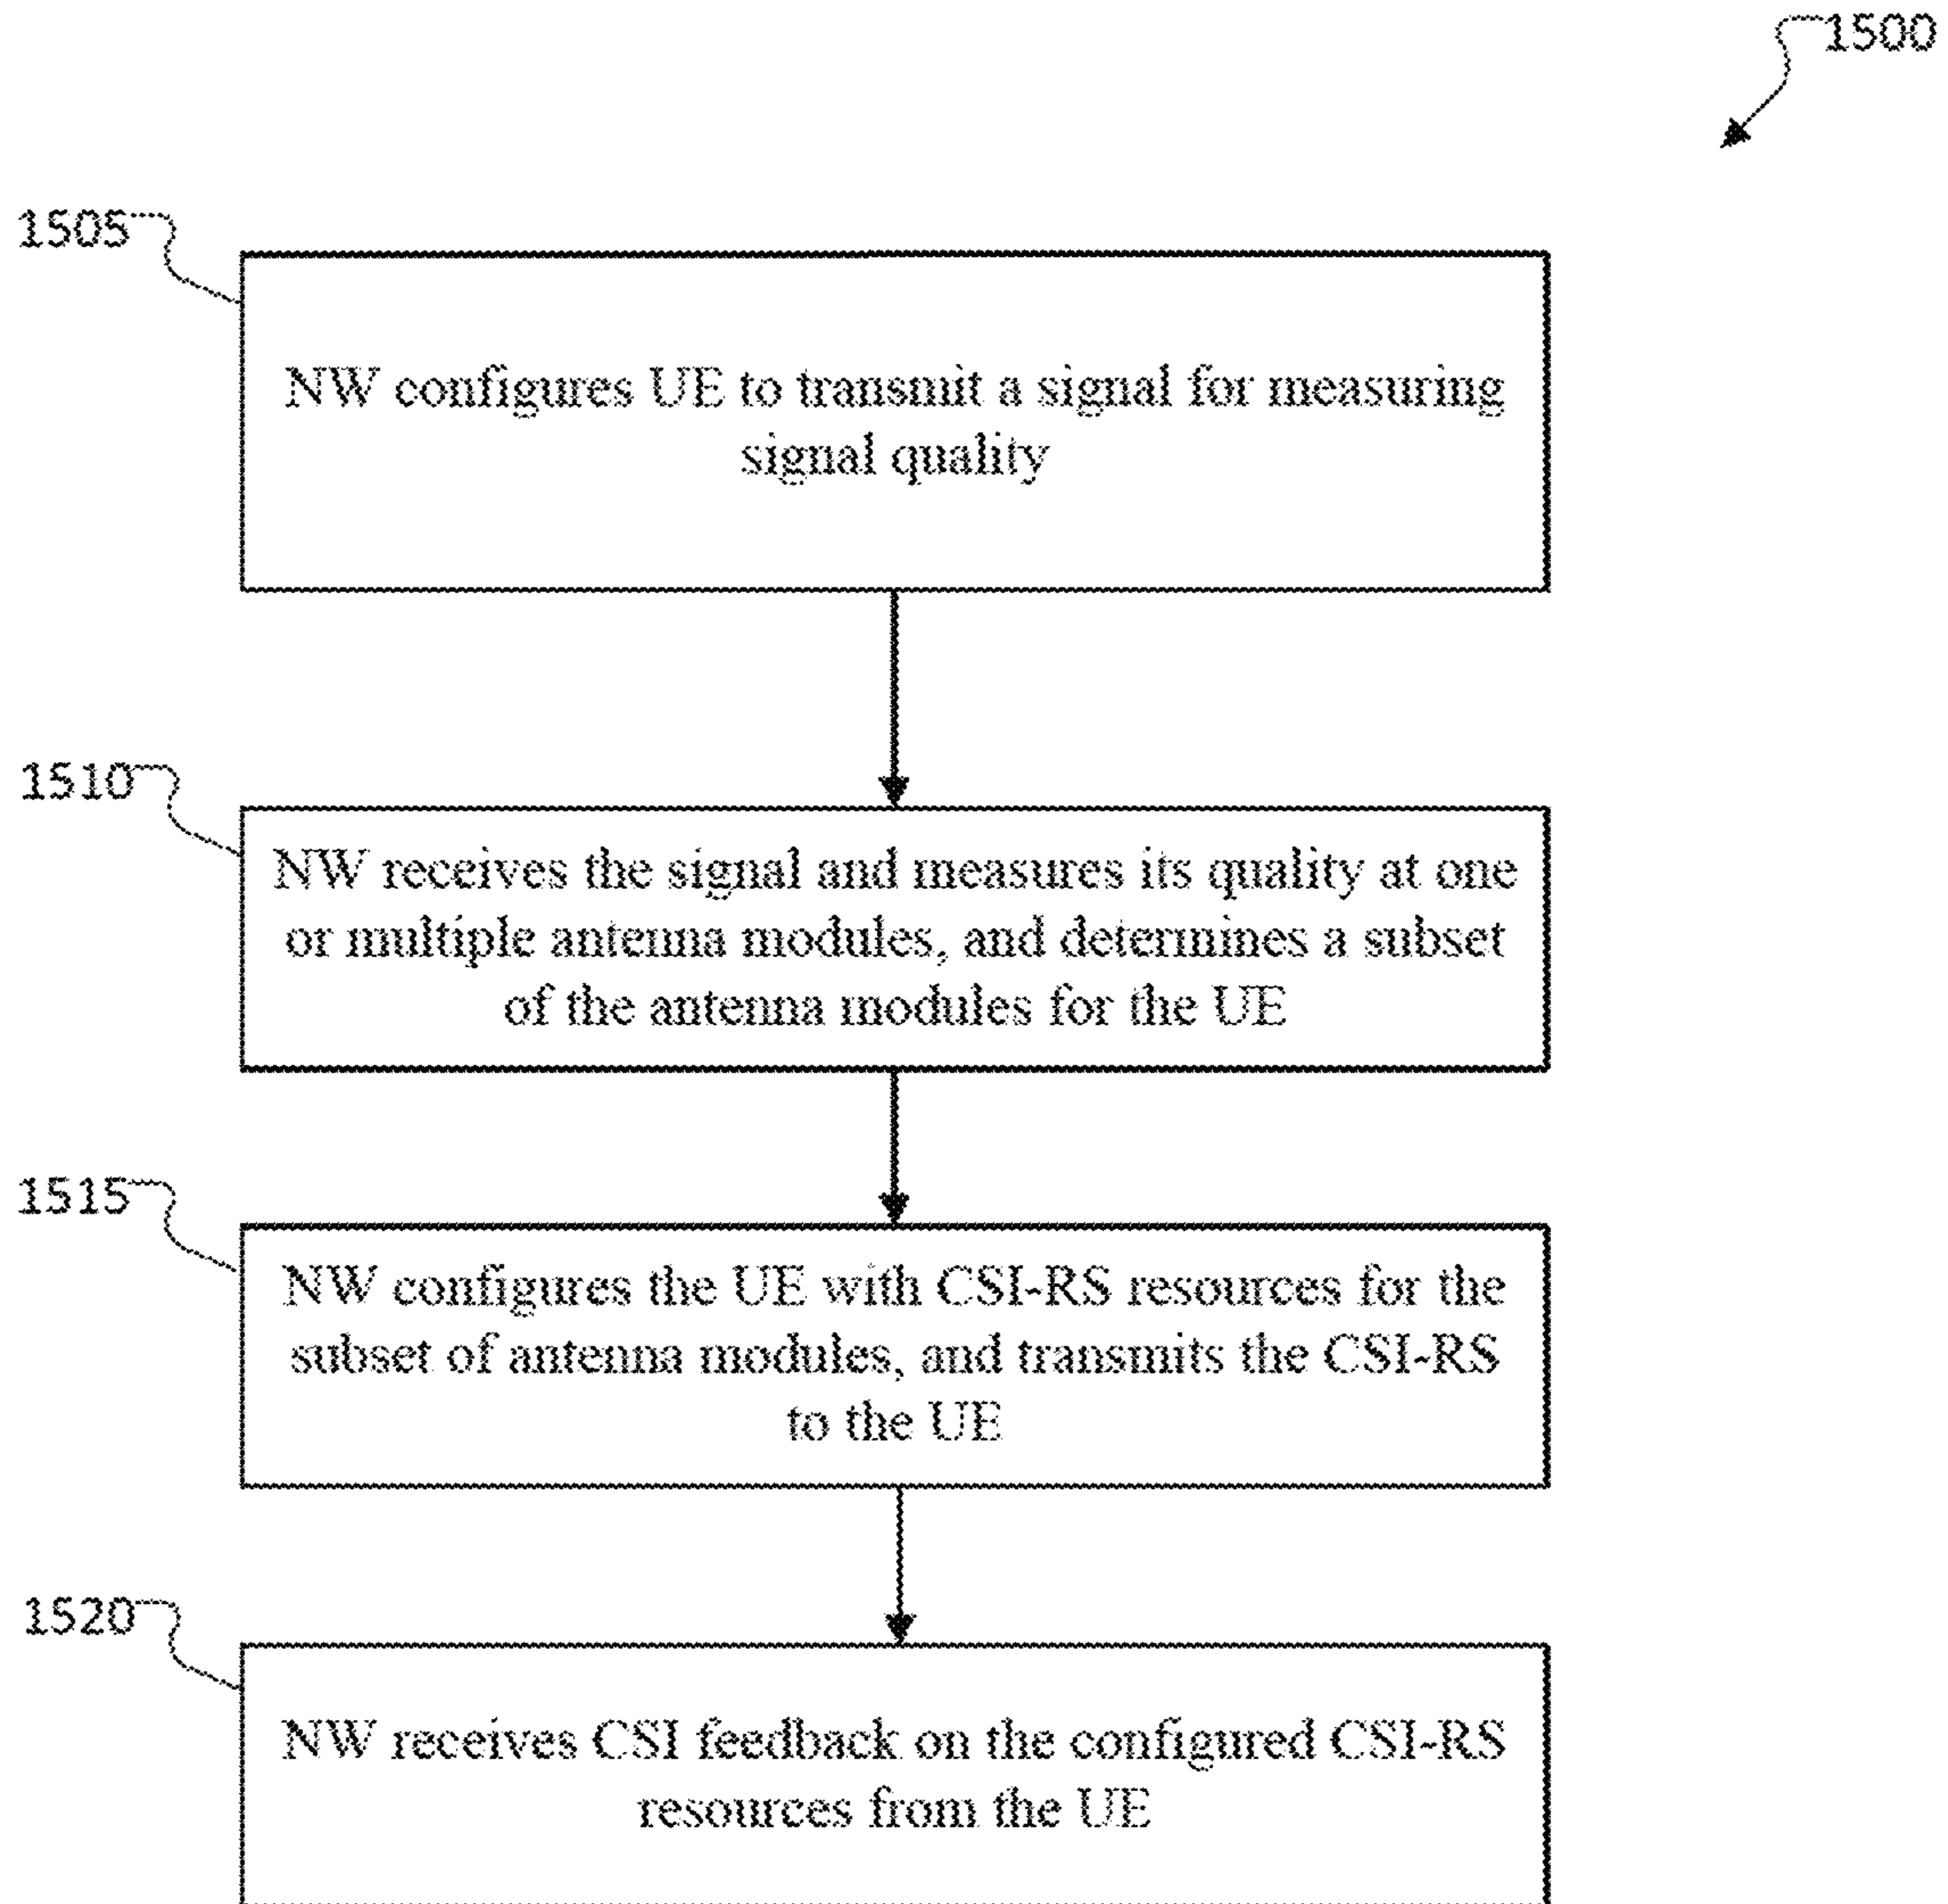 1500
1505
NW configures UE to transmit a signal for measuring
signal quality
1510
NW receives the signal and measures its quality at one
or multiple antenna modules, and determines a subset
of the antenna modules for the UE
1515
NW configures the UE with CSI-RS resources for the
subset of antenna modules, and transmits the CSI-RS
to the UE
1520
NW receives CSI feedback on the configured CSI-RS
resources from the UE